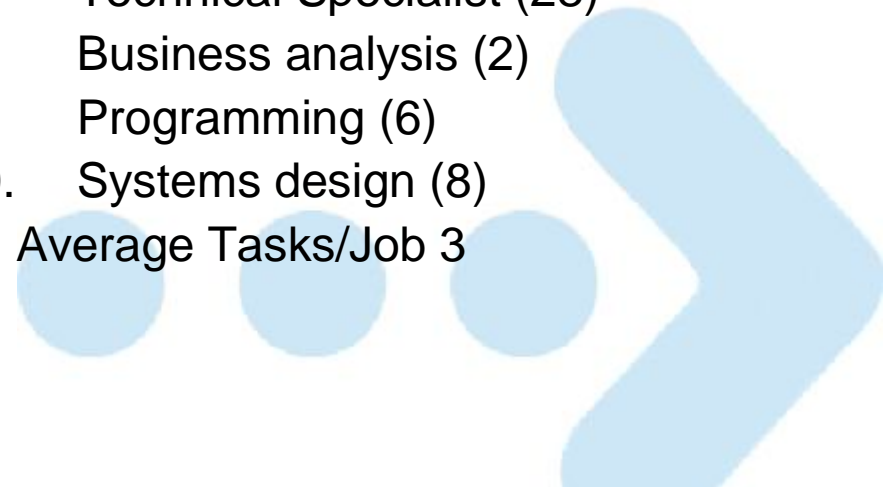 Technical Specialist
Business analysis (2)
Programming (6)
Systems design (8)
Average Tasks/Job 3